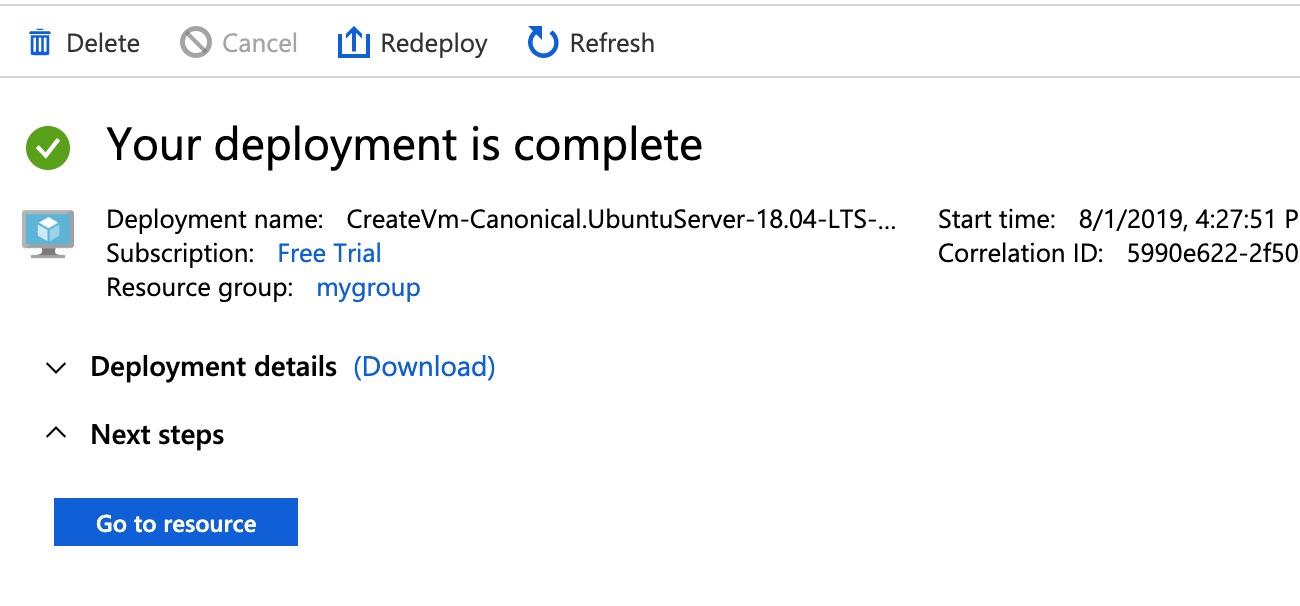 Delete Cancel Redeploy Refresh
Your deployment is complete
Deployment name: CreateVm-Canonical.UbuntuServer-18.04-LTS-... Start time: 8/1/2019, 4:27:51 P
Subscription: Free Trial Correlation ID: 5990e622-2f50
Resource group: mygroup
Deployment details (Download)
Next steps
Go to resource